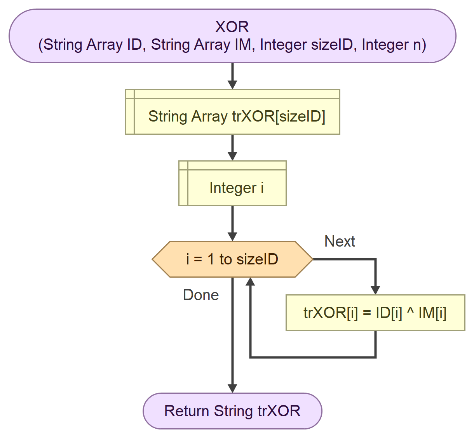 XOR
(String Array ID, String Array IM, Integer sizeID, Integer n)
String Array trXOR[sizeID]
Integer i
i = 1 to sizeID
Next
Done
trXOR[i] = ID[i] ^ IM[i]
Return String trXOR